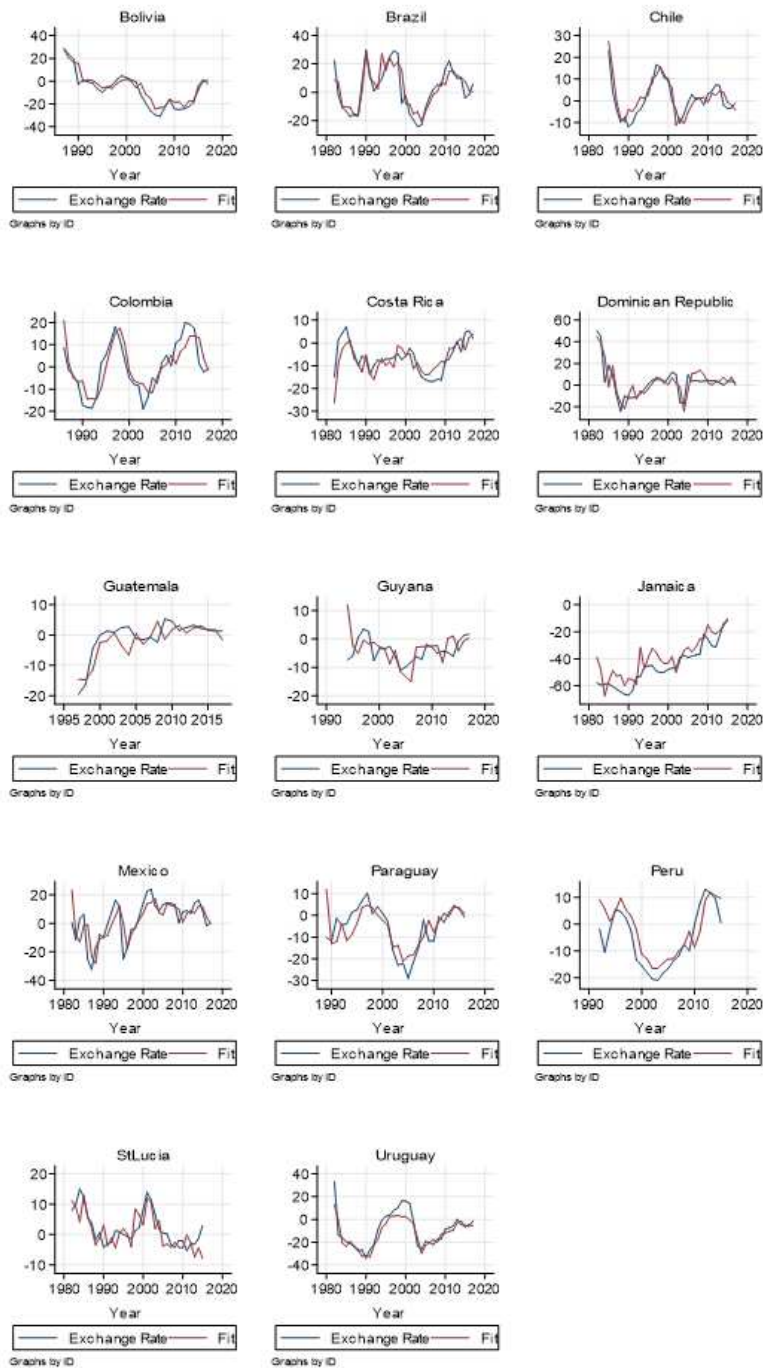 Bolivia
40
20
0
-20
-40
1990 2000 2010 2020
Year
Exchange Rate Fit
Graphs by ID
Brazil
40
20
0
-20
1980 1990 2000 2010 2020
Year
Exchange Rate Fit
Graphs by ID
Chile
30
20
10
0
-10
1980 1990 2000 2010 2020
Year
Exchange Rate Fit
Graphs by ID
Colombia
20
10
0
-10
-20
1990 2000 2010 2020
Year
Exchange Rate Fit
Graphs by ID
Costa Rica
10
0
-10
-20
-30
1980 1990 2000 2010 2020
Year
Exchange Rate Fit
Graphs by ID
Dominican Republic
60
40
20
0
-20
1980 1990 2000 2010 2020
Year
Exchange Rate Fit
Graphs by ID
Guatemala
10
0
-10
-20
1995 2000 2005 2010 2015
Year
Exchange Rate Fit
Graphs by ID
Guyana
10
0
-10
-20
1990 2000 2010 2020
Year
Exchange Rate Fit
Graphs by ID
Jamaica
0
-20
-40
-60
1980 1990 2000 2010 2020
Year
Exchange Rate Fit
Graphs by ID
Mexico
20
0
-20
-40
1980 1990 2000 2010 2020
Year
Exchange Rate Fit
Graphs by ID
Paraguay
10
0
-10
-20
-30
1990 2000 2010 2020
Year
Exchange Rate Fit
Graphs by ID
Peru
10
0
-10
-20
1990 2000 2010 2020
Year
Exchange Rate Fit
Graphs by ID
StLucia
20
10
0
-10
1980 1990 2000 2010 2020
Year
Exchange Rate Fit
Graphs by ID
Uruguay
40
20
0
-20
-40
1980 1990 2000 2010 2020
Year
Exchange Rate Fit
Graphs by ID